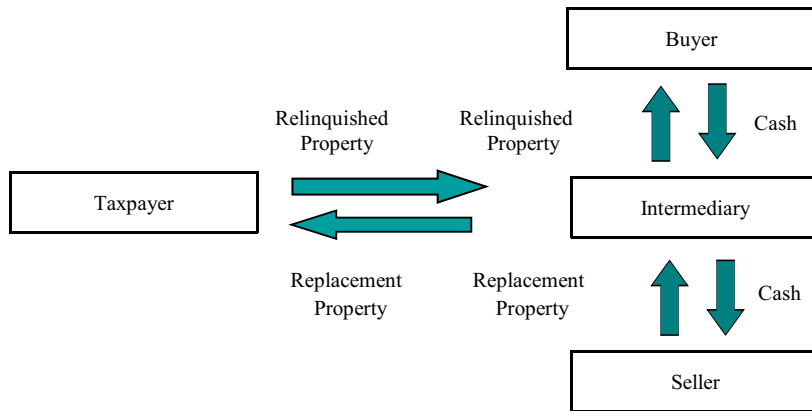 Buyer
Relinquished
Property
Relinquished
Property
Cash
Taxpayer
Intermediary
Replacement
Property
Replacement
Property
Cash
Seller